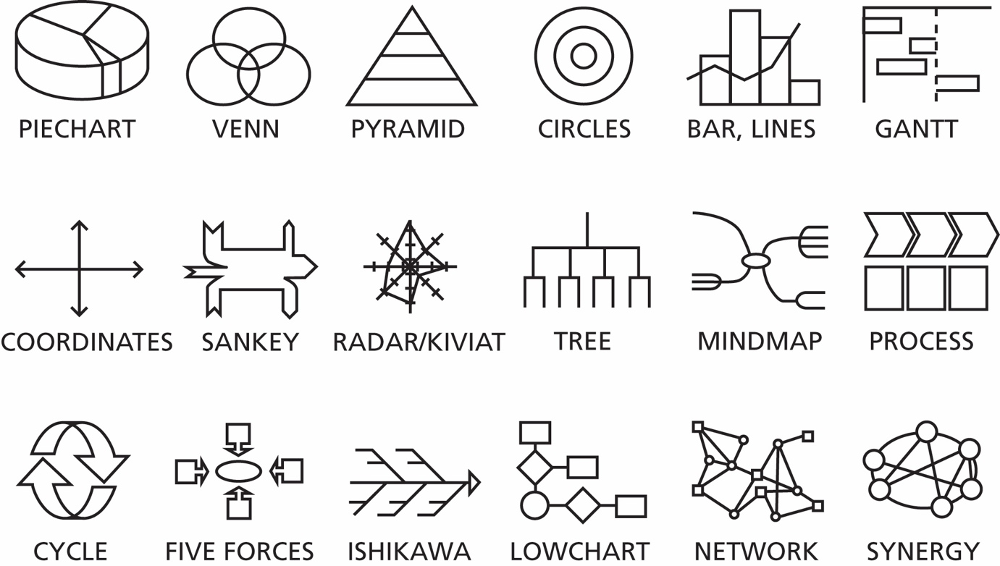 PIECHART
VENN
PYRAMID
CIRCLES
BAR, LINES
GANTT
COORDINATES
SANKEY
RADAR/KIVIAT
TREE
MINDMAP
PROCESS
CYCLE
FIVE FORCES
ISHIKAWA
LOWCHART
NETWORK
SYNERGY